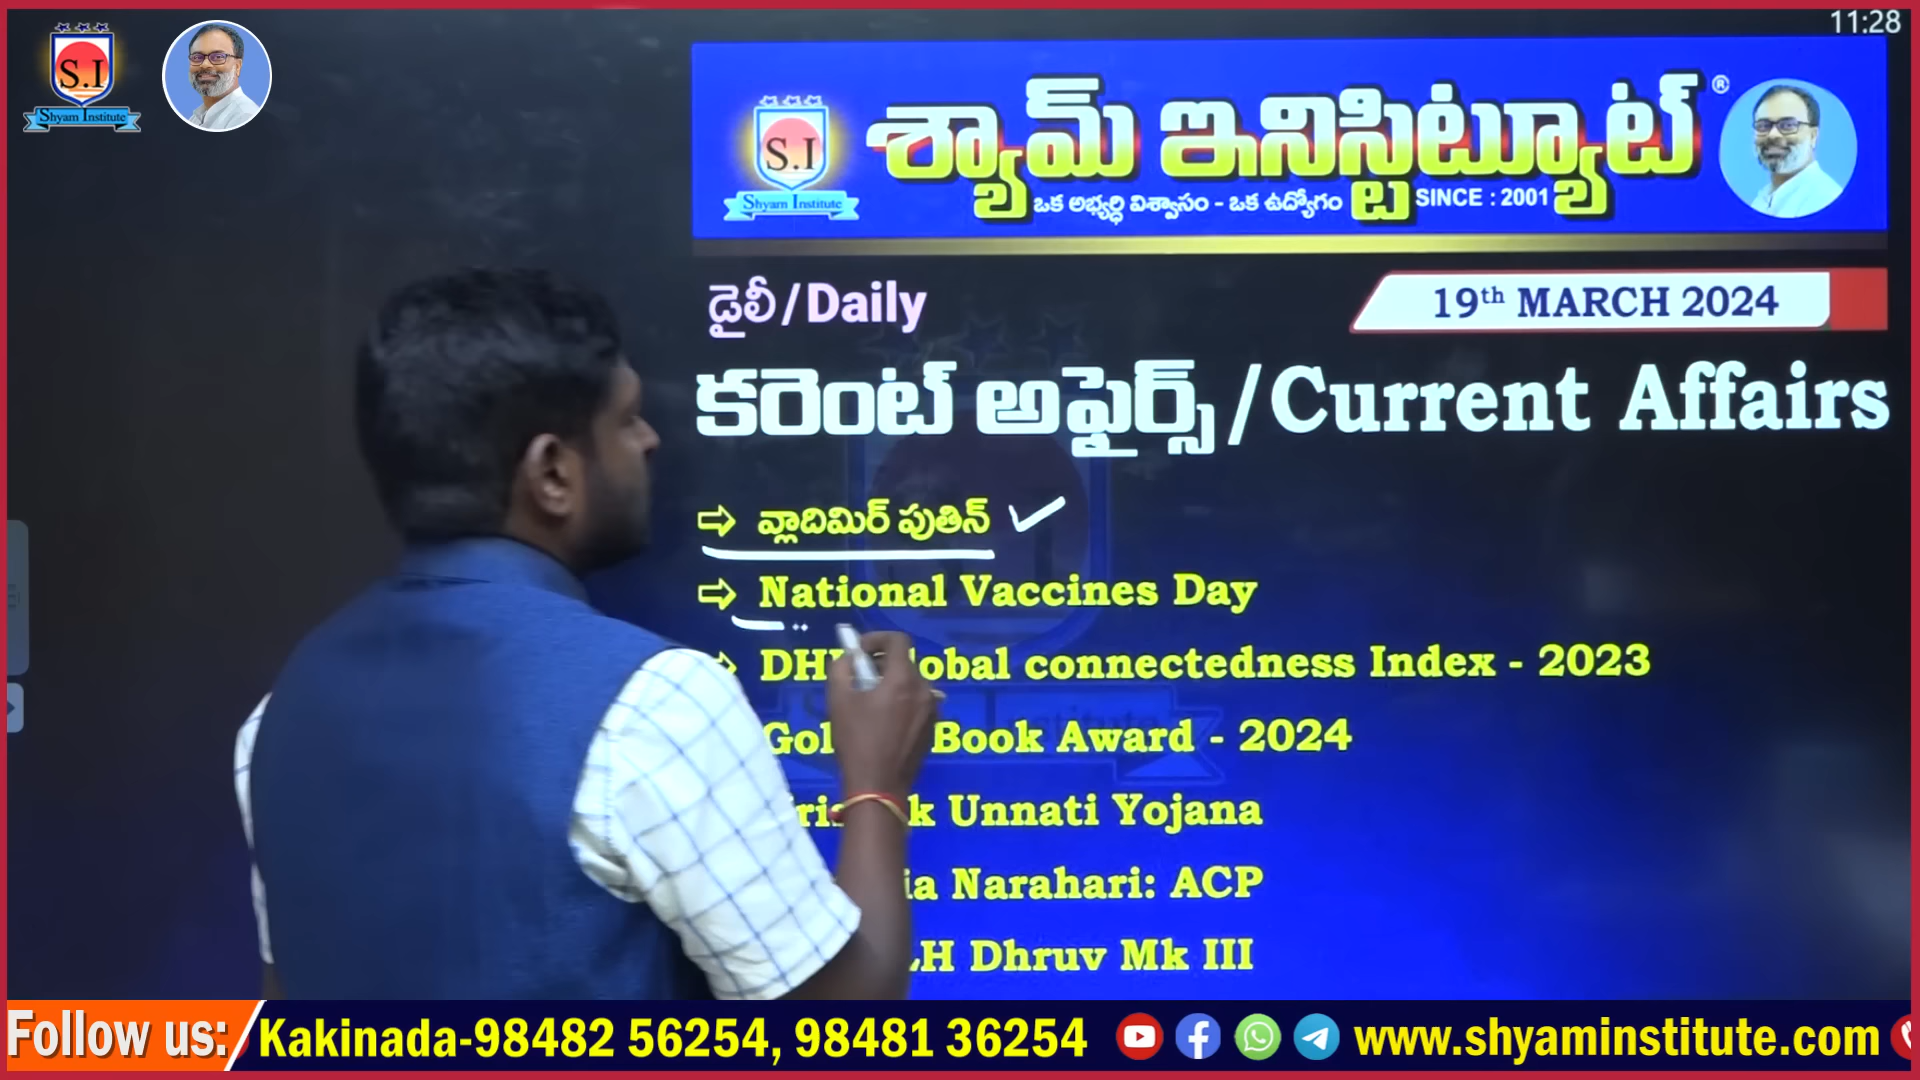 11:28
S.I
Shyam Institute
శ్యామ్ ఇనిస్టిట్యూట్ ®
S.I
Shyam Institute
ఒక అభ్యర్ధి విశ్వాసం - ఒక ఉద్యోగం
SINCE : 2001
డైలీ/Daily
19th MARCH 2024
కరెంట్ అఫైర్స్/Current Affairs
⇨ వ్లాదిమిర్ పుతిన్ ✓
⇨ National Vaccines Day
connectedness Index - 2023
Book Award - 2024
Unnati Yojana
Narahari: ACP
Dhruv Mk III
Follow us:
Kakinada-98482 56254, 98481 36254
www.shyaminstitute.com